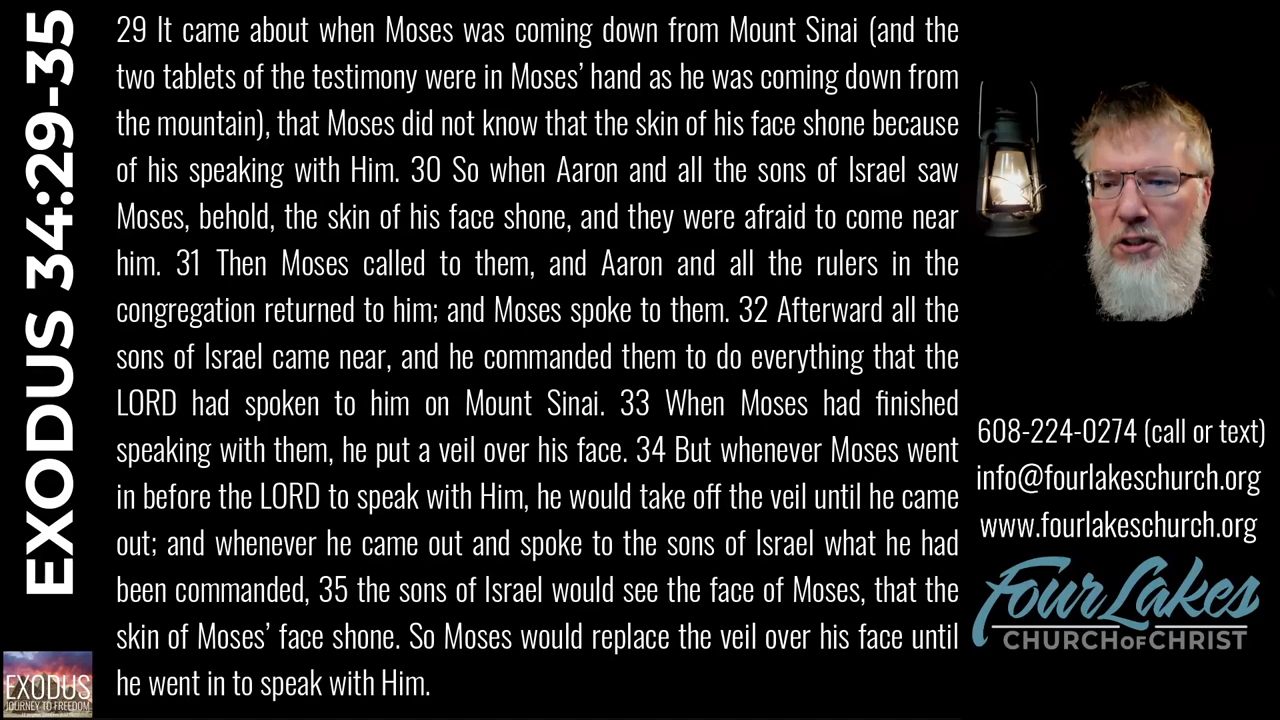 EXODUS 34:29-35
29 It came about when Moses was coming down from Mount Sinai (and the
two tablets of the testimony were in Moses’ hand as he was coming down from
the mountain), that Moses did not know that the skin of his face shone because
of his speaking with Him. 30 So when Aaron and all the sons of Israel saw
Moses, behold, the skin of his face shone, and they were afraid to come near
him. 31 Then Moses called to them, and Aaron and all the rulers in the
congregation returned to him; and Moses spoke to them. 32 Afterward all the
sons of Israel came near, and he commanded them to do everything that the
LORD had spoken to him on Mount Sinai. 33 When Moses had finished
speaking with them, he put a veil over his face. 34 But whenever Moses went
in before the LORD to speak with Him, he would take off the veil until he came
out; and whenever he came out and spoke to the sons of Israel what he had
been commanded, 35 the sons of Israel would see the face of Moses, that the
skin of Moses’ face shone. So Moses would replace the veil over his face until
he went in to speak with Him.
608-224-0274 (call or text)
info@fourlakeschurch.org
www.fourlakeschurch.org
Four Lakes
CHURCH OF CHRIST
EXODUS
JOURNEY TO FREEDOM